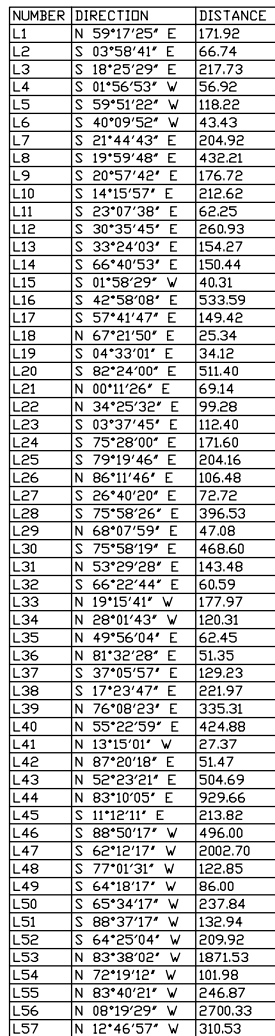 NUMBER DIRECTION DISTANCE
L1 N 59°17'25" E 171.92
L2 S 03°58'41" E 66.74
L3 S 18°25'29" E 217.73
L4 S 01°56'53" W 56.92
L5 S 59°51'22" W 118.22
L6 S 40°09'52" W 43.43
L7 S 21°44'43" E 204.92
L8 S 19°59'48" E 432.21
L9 S 20°57'42" E 176.72
L10 S 14°15'57" E 212.62
L11 S 23°07'38" E 62.25
L12 S 30°35'45" E 260.93
L13 S 33°24'03" E 154.27
L14 S 66°40'53" E 150.44
L15 S 01°58'29" W 40.31
L16 S 42°58'08" E 533.59
L17 S 57°41'47" E 149.42
L18 N 67°21'50" E 25.34
L19 S 04°33'01" E 34.12
L20 S 82°24'00" E 511.40
L21 N 00°11'26" E 69.14
L22 N 34°25'32" E 99.28
L23 S 03°37'45" E 112.40
L24 S 75°28'00" E 171.60
L25 S 79°19'46" E 204.16
L26 N 86°11'46" E 106.48
L27 S 26°40'20" E 72.72
L28 S 75°58'26" E 396.53
L29 N 68°07'59" E 47.08
L30 S 75°58'19" E 468.60
L31 N 53°29'28" E 143.48
L32 S 66°22'44" E 60.59
L33 N 19°15'41" W 177.97
L34 N 28°01'43" W 120.31
L35 N 49°56'04" E 62.45
L36 N 81°32'28" E 51.35
L37 S 37°05'57" E 129.23
L38 S 17°23'47" E 221.97
L39 N 76°08'23" E 335.31
L40 N 55°22'59" E 424.88
L41 N 13°15'01" W 27.37
L42 N 87°20'18" E 51.47
L43 N 52°23'21" E 504.69
L44 N 83°10'05" E 929.66
L45 S 11°12'11" E 213.82
L46 S 88°50'17" W 496.00
L47 S 62°12'17" W 2002.70
L48 S 77°01'31" W 122.85
L49 S 64°18'17" W 86.00
L50 S 65°34'17" W 237.84
L51 S 88°37'17" W 132.94
L52 S 64°25'04" W 209.92
L53 N 83°38'02" W 1871.53
L54 N 72°19'12" W 101.98
L55 N 83°40'21" W 246.87
L56 N 08°19'29" W 2700.33
L57 N 12°46'57" W 310.53